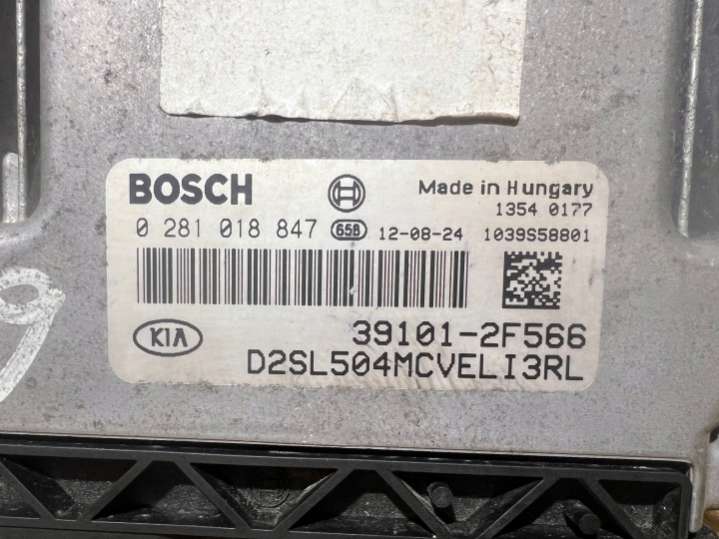 BOSCH
Made in Hungary
1354 0177
0 281 018 847 658 12-08-24 1039S58801
KIA
39101-2F566
D2SL504MCVELI3RL
9